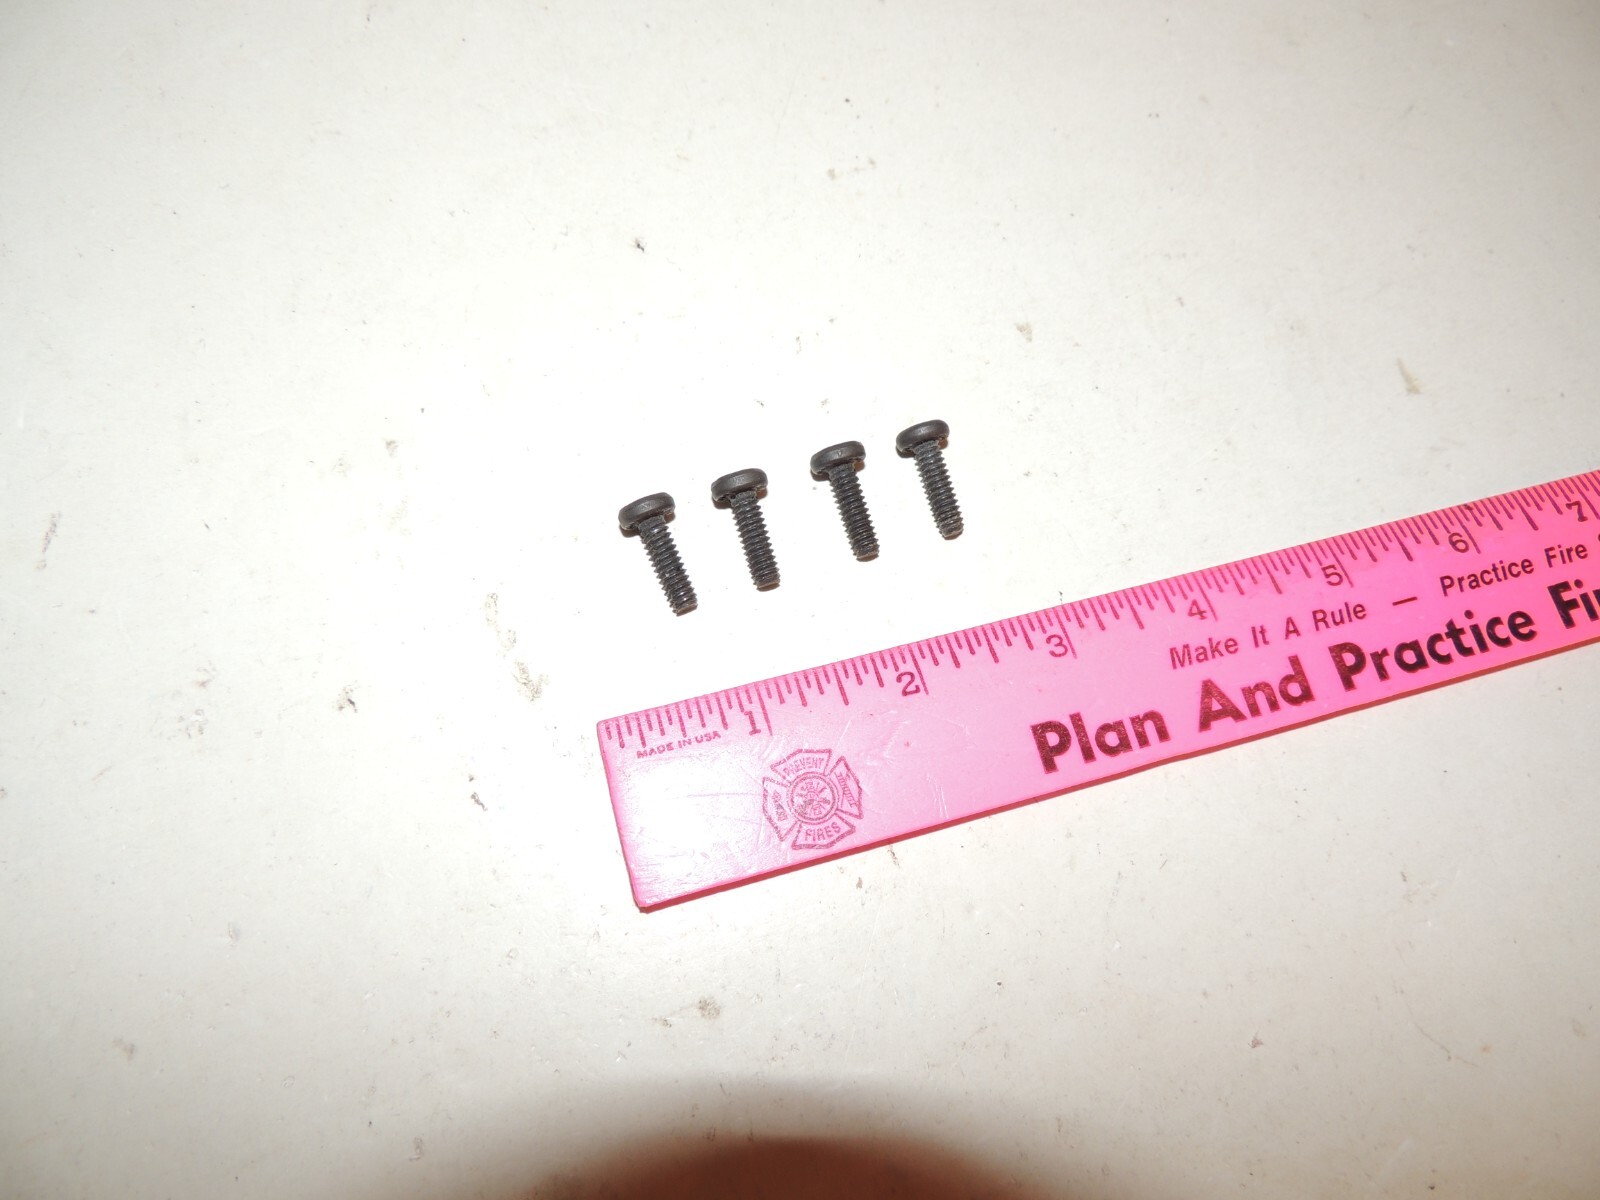 1 2 3 4 5 6 7
MADE IN USA
Make It A Rule — Practice Fire
Plan And Practice
PREVENT
FIRES